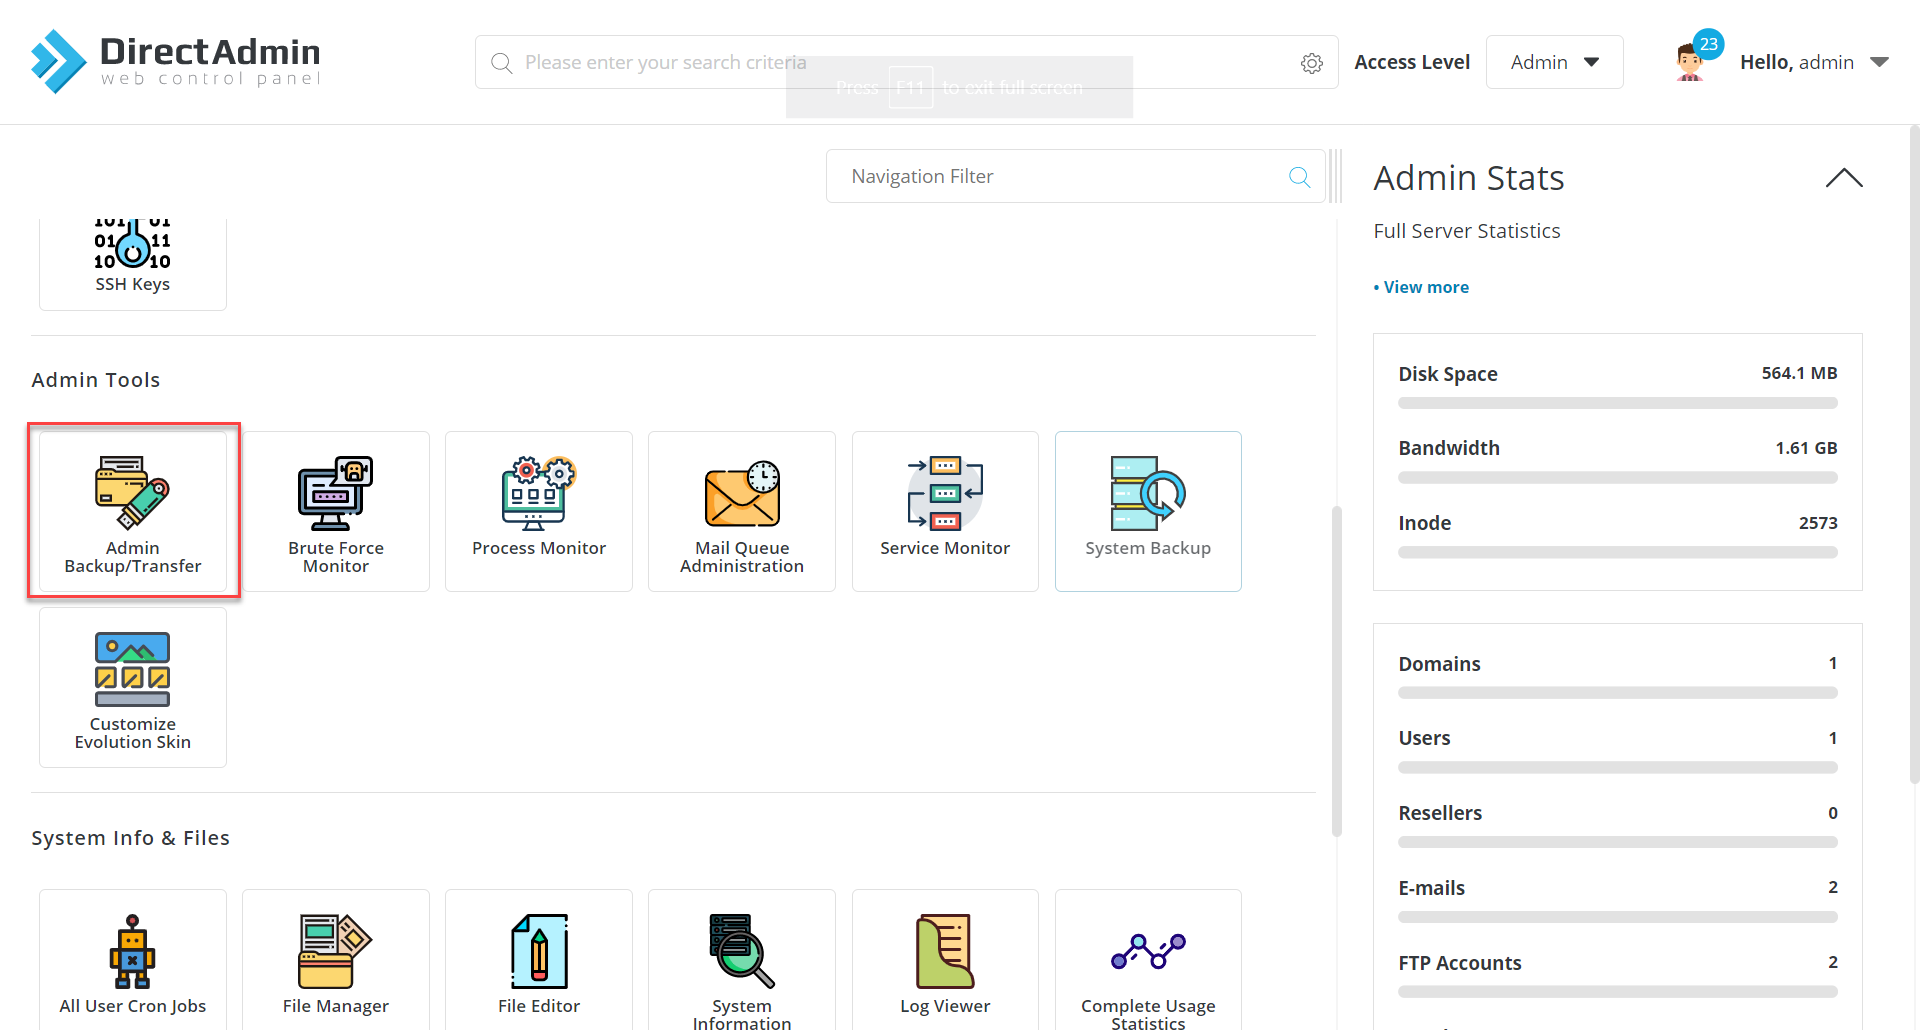 DirectAdmin
web control panel
Please enter your search criteria
Press F11 to exit full screen
Access Level
Admin
23
Hello, admin
Navigation Filter
SSH Keys
Admin Tools
Admin
Backup/Transfer
Brute Force
Monitor
Process Monitor
Mail Queue
Administration
Service Monitor
System Backup
Customize
Evolution Skin
System Info & Files
All User Cron Jobs
File Manager
File Editor
System
Information
Log Viewer
Complete Usage
Statistics
Admin Stats
Full Server Statistics
• View more
Disk Space 564.1 MB
Bandwidth 1.61 GB
Inode 2573
Domains 1
Users 1
Resellers 0
E-mails 2
FTP Accounts 2